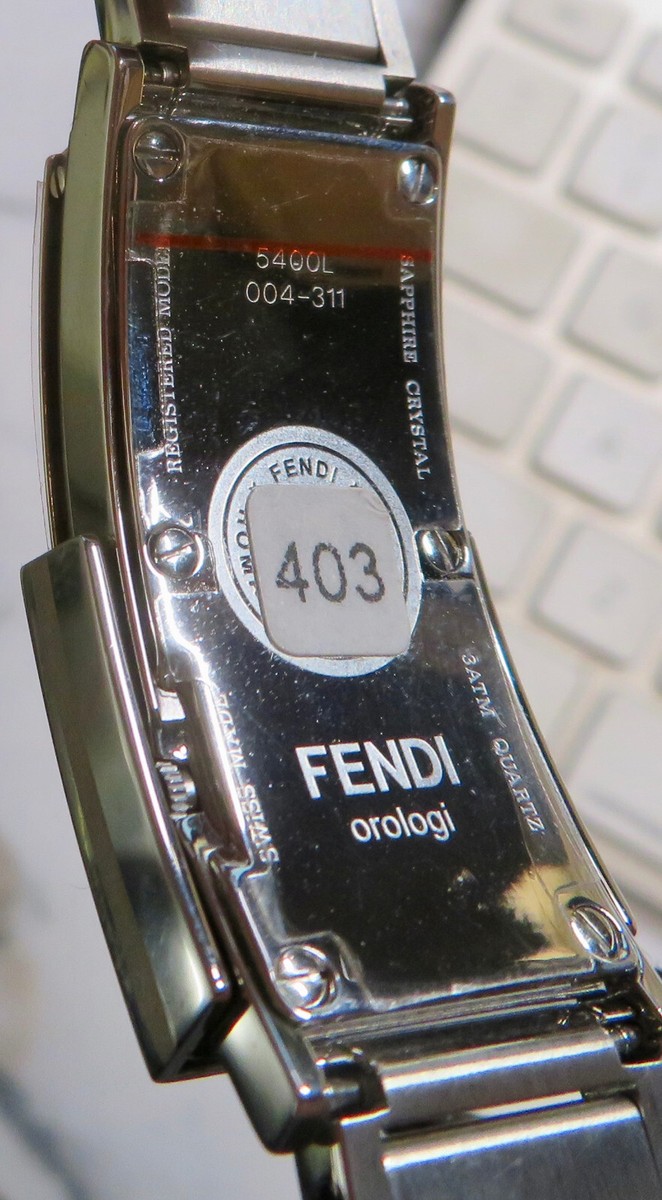 5400L
004-311
REGISTERED MODEL
SAPPHIRE CRYSTAL
FENDI
403
3ATM QUARTZ
SWISS MADE
FENDI
orologi